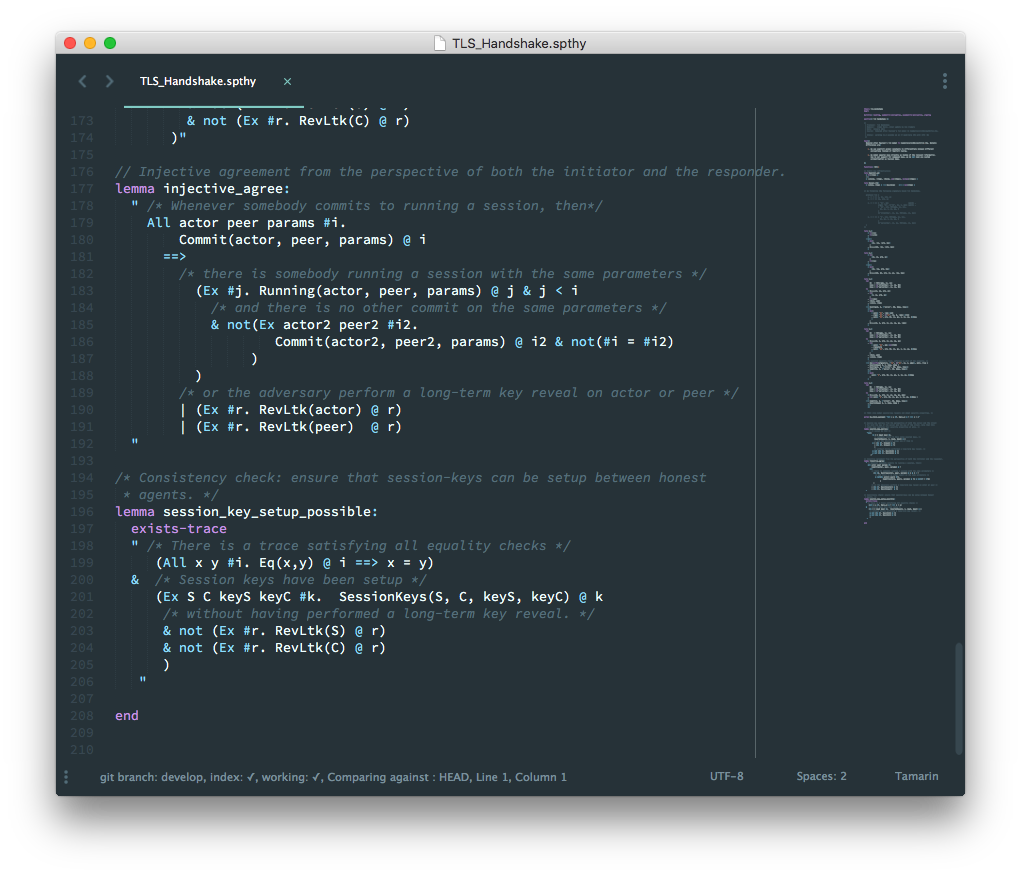 TLS_Handshake.spthy
TLS_Handshake.spthy ×
173 & not (Ex #r. RevLtk(C) @ r)
174 )"
175
176 // Injective agreement from the perspective of both the initiator and the responder.
177 lemma injective_agree:
178 " /* Whenever somebody commits to running a session, then*/
179 All actor peer params #i.
180 Commit(actor, peer, params) @ i
181 ==>
182 /* there is somebody running a session with the same parameters */
183 (Ex #j. Running(actor, peer, params) @ j & j < i
184 /* and there is no other commit on the same parameters */
185 & not(Ex actor2 peer2 #i2.
186 Commit(actor2, peer2, params) @ i2 & not(#i = #i2)
187 )
188 )
189 /* or the adversary perform a long-term key reveal on actor or peer */
190 | (Ex #r. RevLtk(actor) @ r)
191 | (Ex #r. RevLtk(peer) @ r)
192 "
193
194 /* Consistency check: ensure that session-keys can be setup between honest
195 * agents. */
196 lemma session_key_setup_possible:
197 exists-trace
198 " /* There is a trace satisfying all equality checks */
199 (All x y #i. Eq(x,y) @ i ==> x = y)
200 & /* Session keys have been setup */
201 (Ex S C keyS keyC #k. SessionKeys(S, C, keyS, keyC) @ k
202 /* without having performed a long-term key reveal. */
203 & not (Ex #r. RevLtk(S) @ r)
204 & not (Ex #r. RevLtk(C) @ r)
205 )
206 "
207
208 end
209
210
git branch: develop, index: ✓, working: ✓, Comparing against : HEAD, Line 1, Column 1 UTF-8 Spaces: 2 Tamarin